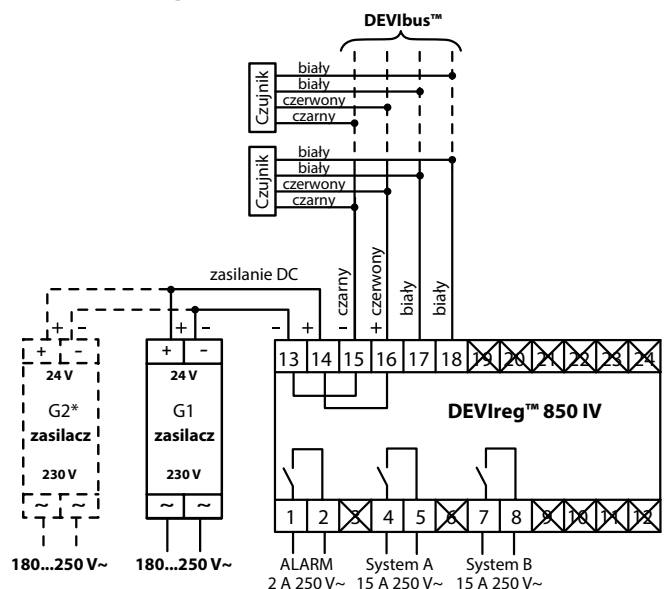 DEVIbus™
Czujnik
biały
biały
czerwony
czarny
Czujnik
biały
biały
czerwony
czarny
zasilanie DC
– czarny
+ czerwony
biały
biały
+ –
+ –
– +
+ -
+ -
13 14 15 16 17 18 19 20 21 22 23 24
24 V
24 V
G2*
zasilacz
G1
zasilacz
DEVIreg™ 850 IV
230 V
230 V
~ ~
~ ~
1 2 3 4 5 6 7 8 9 10 11 12
180...250 V~
180...250 V~
ALARM
2 A 250 V~
System A
15 A 250 V~
System B
15 A 250 V~